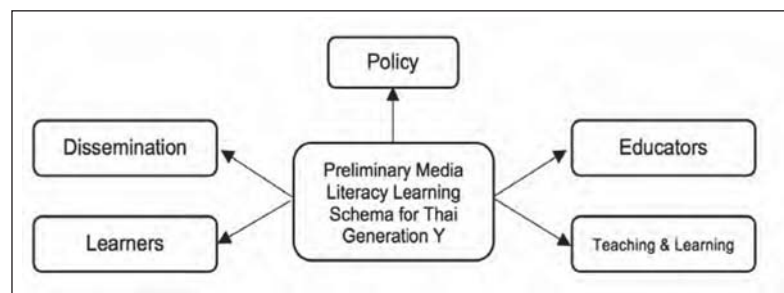 Policy
Dissemination
Educators
Preliminary Media
Literacy Learning
Schema for Thai
Generation Y
Learners
Teaching & Learning